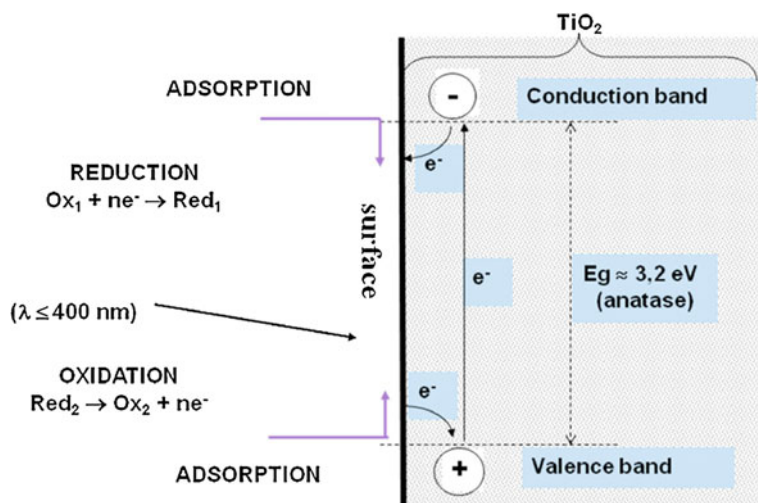 TiO₂
ADSORPTION
-
Conduction band
e⁻
REDUCTION
Ox₁ + ne⁻ → Red₁
surface
e⁻
Eg ≈ 3,2 eV
(anatase)
(λ ≤ 400 nm)
OXIDATION
Red₂ → Ox₂ + ne⁻
e⁻
ADSORPTION
+
Valence band